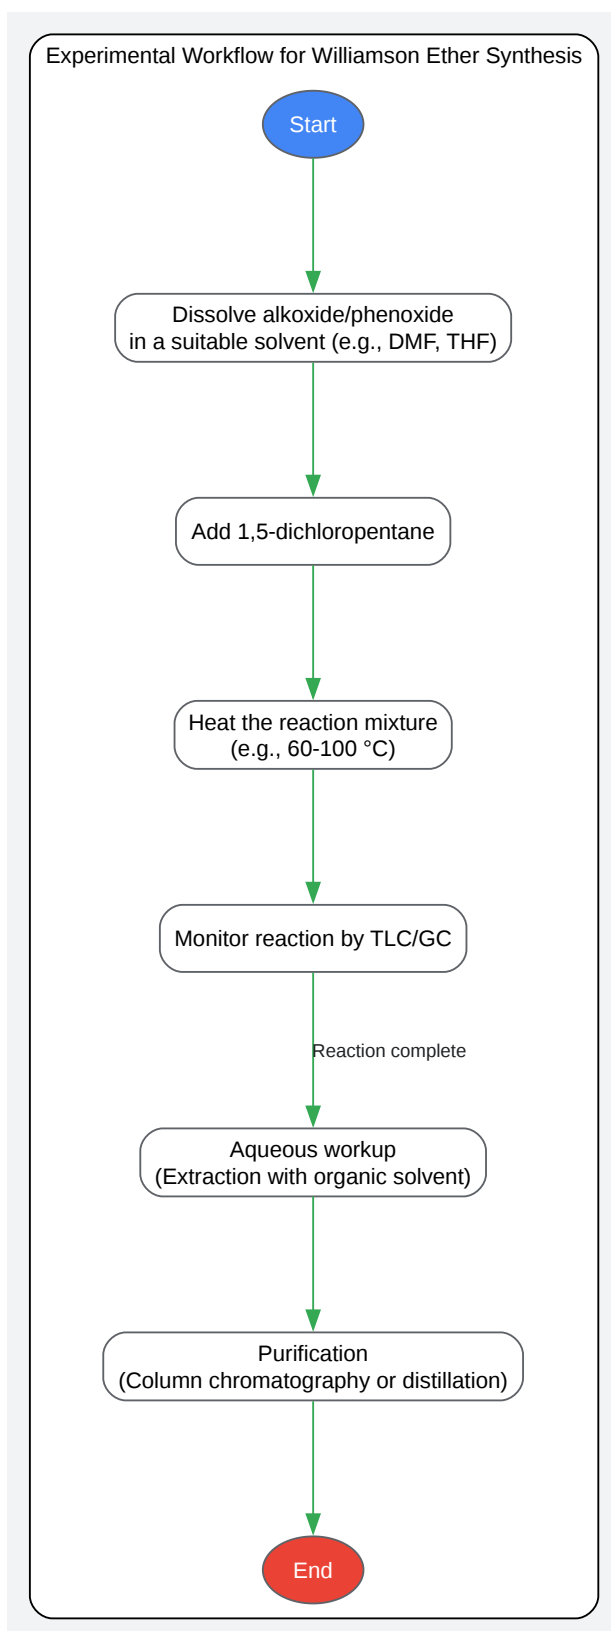 Experimental Workflow for Williamson Ether Synthesis
Start
Dissolve alkoxide/phenoxide
in a suitable solvent (e.g., DMF, THF)
Add 1,5-dichloropentane
Heat the reaction mixture
(e.g., 60-100 °C)
Monitor reaction by TLC/GC
Reaction complete
Aqueous workup
(Extraction with organic solvent)
Purification
(Column chromatography or distillation)
End